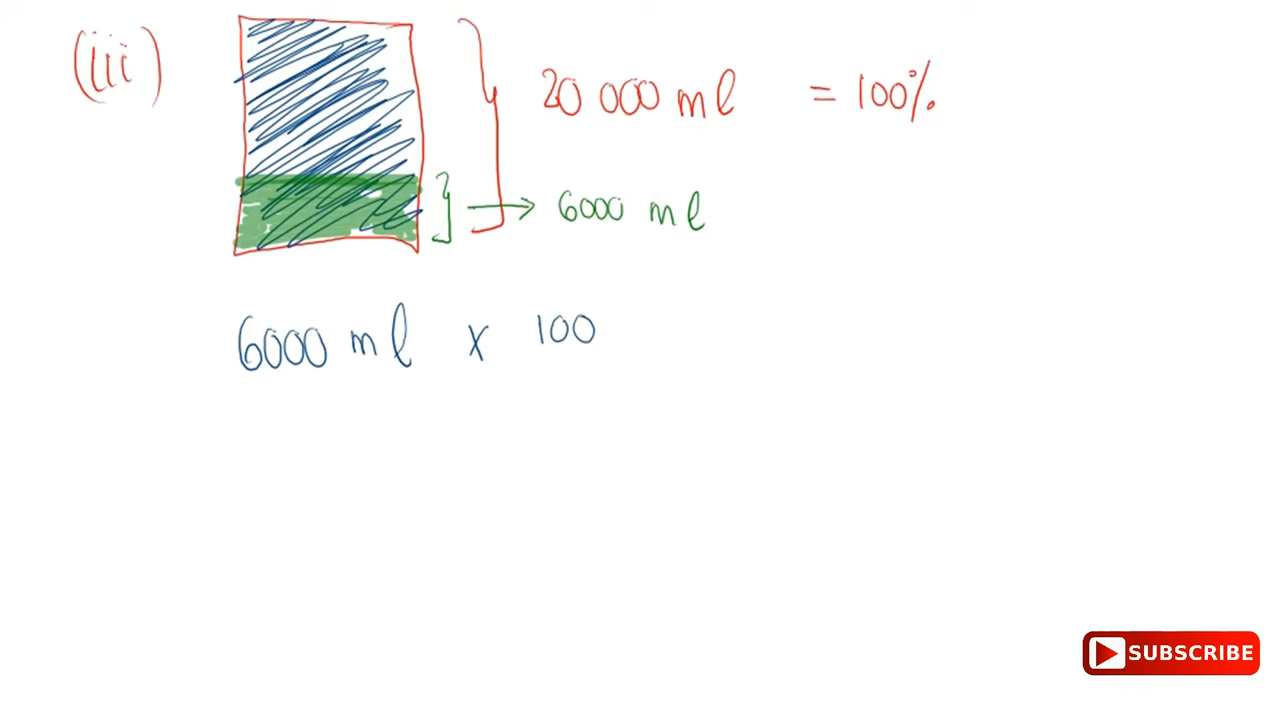 (iii)
20 000 ml = 100%
6000 ml
6000 ml x 100
SUBSCRIBE